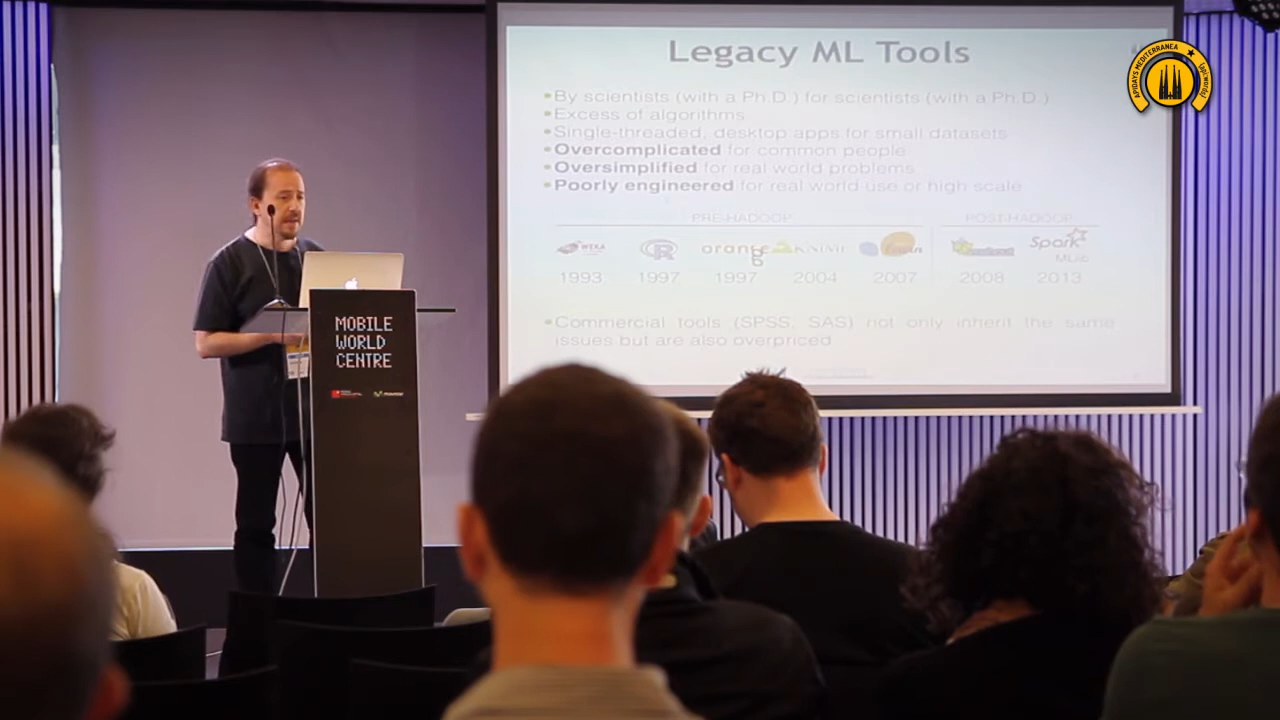 Legacy ML Tools
By scientists (with a Ph.D.) for scientists (with a Ph.D.)
Excess of algorithms
Single-threaded, desktop apps for small datasets
Overcomplicated for common people
Oversimplified for real world problems
Poorly engineered for real world use or high scale
PRE-HADOOP POST-HADOOP
WEKA R orange KNIME Spark
MLlib
1993 1997 1997 2004 2007 2008 2013
Commercial tools (SPSS, SAS) not only inherit the same
issues but are also overpriced
APIDAYS MEDITERRANEA
MOBILE
WORLD
CENTRE